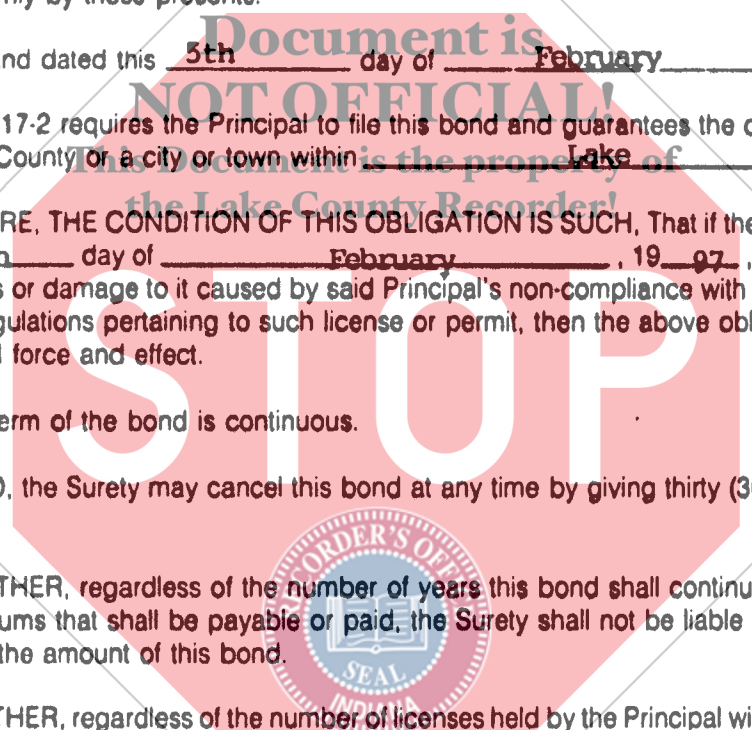 these presents.
Document is
and dated this 5th day of February
NOT OFFICIAL!
17-2 requires the Principal to file this bond and guarantees the
County or a city or town within Lake
This Document is the property of
the Lake County Recorder!
RE, THE CONDITION OF THIS OBLIGATION IS SUCH, That if the
day of February, 19 97,
or damage to it caused by said Principal's non-compliance with
gulations pertaining to such license or permit, then the above obl
force and effect.
STOP
erm of the bond is continuous.
, the Surety may cancel this bond at any time by giving thirty (3
RECORDER'S OFFICE
THER, regardless of the number of years this bond shall continu
ums that shall be payable or paid, the Surety shall not be liable
the amount of this bond.
SEAL
INDIANA
THER, regardless of the number of licenses held by the Principal wi